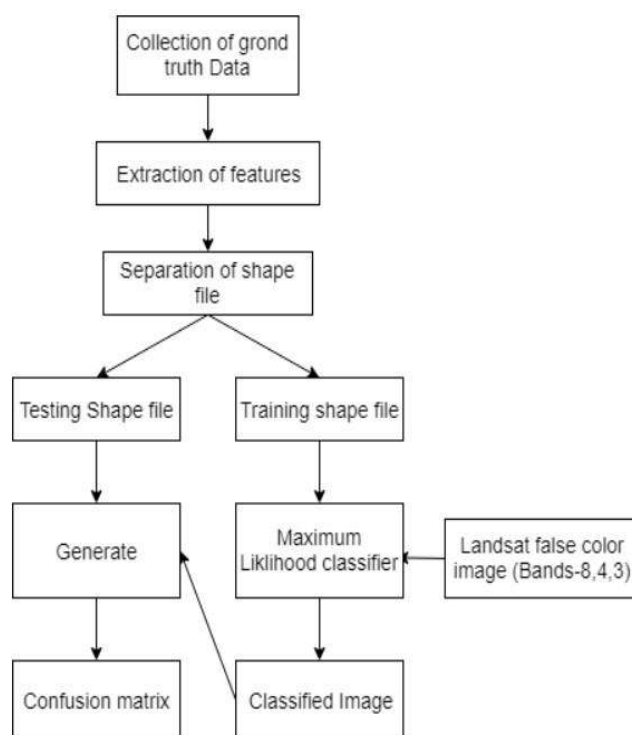 Collection of grond
truth Data
Extraction of features
Separation of shape
file
Testing Shape file
Training shape file
Generate
Maximum
Liklihood classifier
Landsat false color
image (Bands-8,4,3)
Confusion matrix
Classified Image